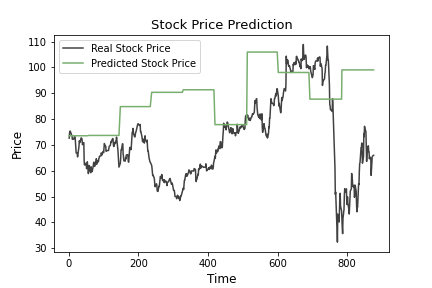 Stock Price Prediction
Real Stock Price
Predicted Stock Price
110
100
90
80
70
60
50
40
30
Price
0 200 400 600 800
Time